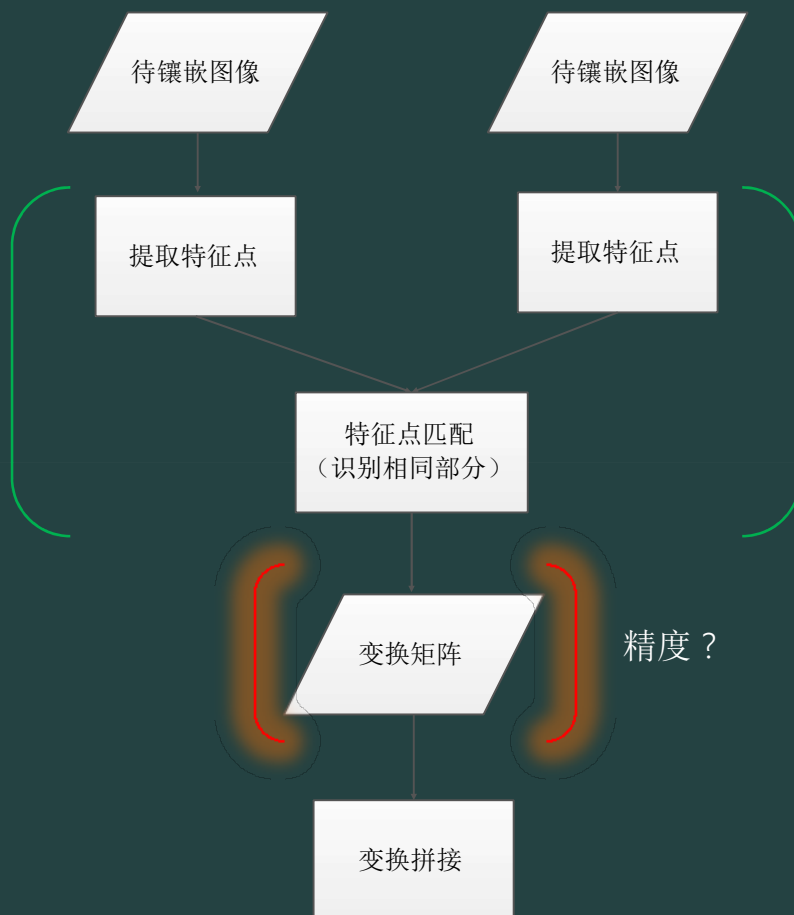 待镶嵌图像
待镶嵌图像
提取特征点
提取特征点
特征点匹配
（识别相同部分）
变换矩阵
精度？
变换拼接